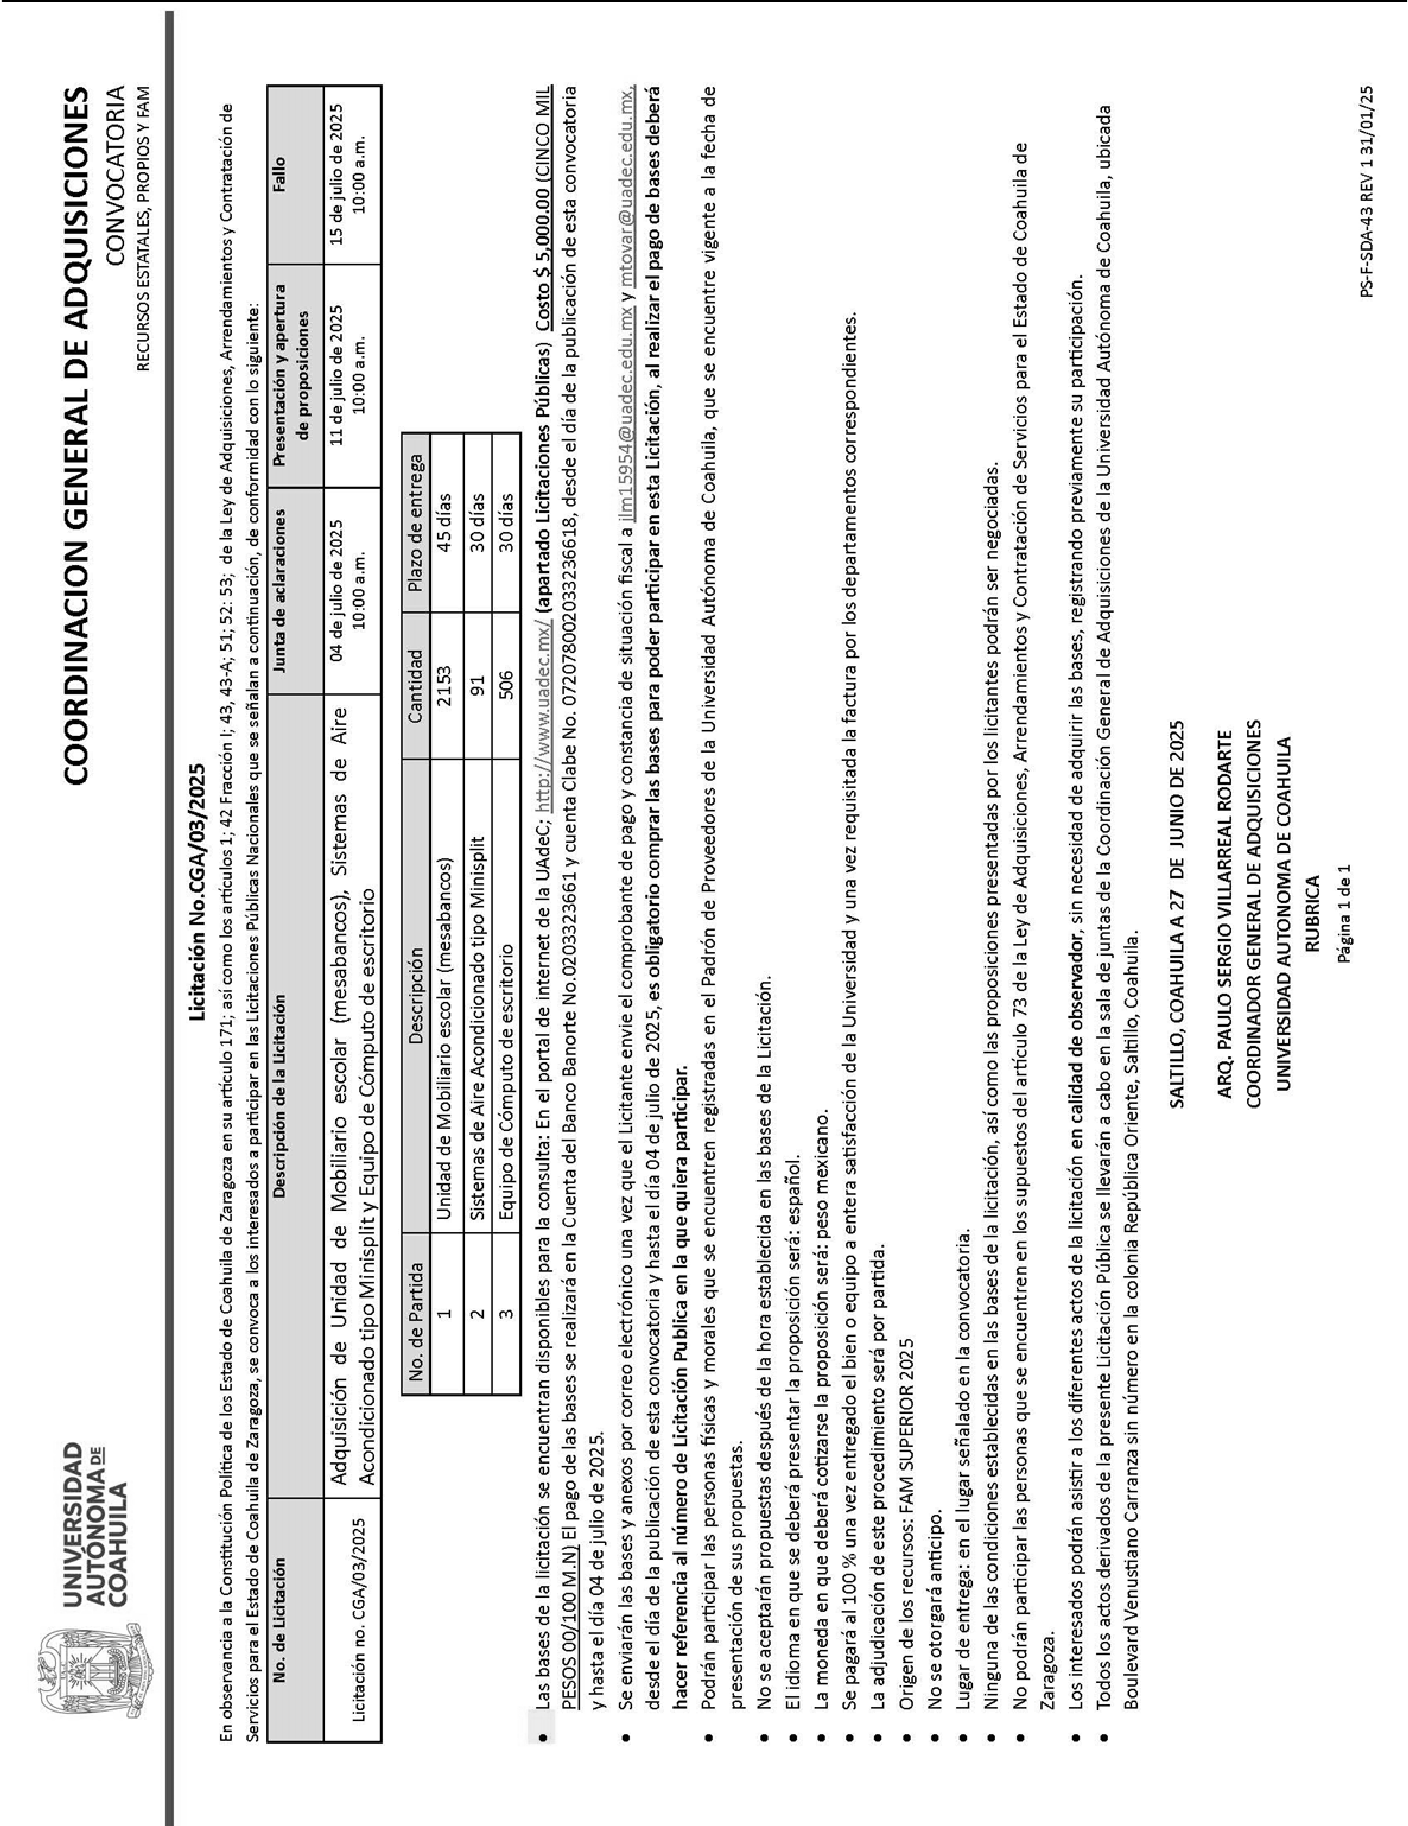 UNIVERSIDAD
AUTÓNOMA DE
COAHUILA
COORDINACION GENERAL DE ADQUISICIONES
CONVOCATORIA
RECURSOS ESTATALES, PROPIOS Y FAM
Licitación No.CGA/03/2025
En observancia a la Constitución Política de los Estado de Coahuila de Zaragoza en su artículo 171; así como los artículos 1; 42 Fracción I; 43, 43-A; 51; 52: 53; de la Ley de Adquisiciones, Arrendamientos y Contratación de
Servicios para el Estado de Coahuila de Zaragoza, se convoca a los interesados a participar en las Licitaciones Públicas Nacionales que se señalan a continuación, de conformidad con lo siguiente:
No. de Licitación Descripción de la Licitación Junta de aclaraciones Presentación y apertura Fallo
de proposiciones
Adquisición de Unidad de Mobiliario escolar (mesabancos), Sistemas de Aire 04 de julio de 2025 11 de julio de 2025 15 de julio de 2025
Licitación no. CGA/03/2025 Acondicionado tipo Minisplit y Equipo de Cómputo de escritorio 10:00 a.m. 10:00 a.m. 10:00 a.m.
No. de Partida Descripción Cantidad Plazo de entrega
1 Unidad de Mobiliario escolar (mesabancos) 2153 45 días
2 Sistemas de Aire Acondicionado tipo Minisplit 91 30 días
3 Equipo de Cómputo de escritorio 506 30 días
• Las bases de la licitación se encuentran disponibles para la consulta: En el portal de internet de la UAdeC; http://www.uadec.mx/ (apartado Licitaciones Públicas) Costo $ 5,000.00 (CINCO MIL
PESOS 00/100 M.N) El pago de las bases se realizará en la Cuenta del Banco Banorte No.0203323661 y cuenta Clabe No. 072078002033236618, desde el día de la publicación de esta convocatoria
y hasta el día 04 de julio de 2025.
• Se enviarán las bases y anexos por correo electrónico una vez que el Licitante envie el comprobante de pago y constancia de situación fiscal a ilm15954@uadec.edu.mx y mtovar@uadec.edu.mx,
desde el día de la publicación de esta convocatoria y hasta el día 04 de julio de 2025, es obligatorio comprar las bases para poder participar en esta Licitación, al realizar el pago de bases deberá
hacer referencia al número de Licitación Publica en la que quiera participar.
• Podrán participar las personas físicas y morales que se encuentren registradas en el Padrón de Proveedores de la Universidad Autónoma de Coahuila, que se encuentre vigente a la fecha de
presentación de sus propuestas.
• No se aceptarán propuestas después de la hora establecida en las bases de la Licitación.
• El idioma en que se deberá presentar la proposición será: español.
• La moneda en que deberá cotizarse la proposición será: peso mexicano.
• Se pagará al 100 % una vez entregado el bien o equipo a entera satisfacción de la Universidad y una vez requisitada la factura por los departamentos correspondientes.
• La adjudicación de este procedimiento será por partida.
• Origen de los recursos: FAM SUPERIOR 2025
• No se otorgará anticipo.
• Lugar de entrega: en el lugar señalado en la convocatoria.
• Ninguna de las condiciones establecidas en las bases de la licitación, así como las proposiciones presentadas por los licitantes podrán ser negociadas.
• No podrán participar las personas que se encuentren en los supuestos del artículo 73 de la Ley de Adquisiciones, Arrendamientos y Contratación de Servicios para el Estado de Coahuila de
Zaragoza.
• Los interesados podrán asistir a los diferentes actos de la licitación en calidad de observador, sin necesidad de adquirir las bases, registrando previamente su participación.
• Todos los actos derivados de la presente Licitación Pública se llevarán a cabo en la sala de juntas de la Coordinación General de Adquisiciones de la Universidad Autónoma de Coahuila, ubicada
Boulevard Venustiano Carranza sin número en la colonia República Oriente, Saltillo, Coahuila.
SALTILLO, COAHUILA A 27 DE JUNIO DE 2025
ARQ. PAULO SERGIO VILLARREAL RODARTE
COORDINADOR GENERAL DE ADQUISICIONES
UNIVERSIDAD AUTONOMA DE COAHUILA
RUBRICA
Página 1 de 1
PS-F-SDA-43 REV 1 31/01/25